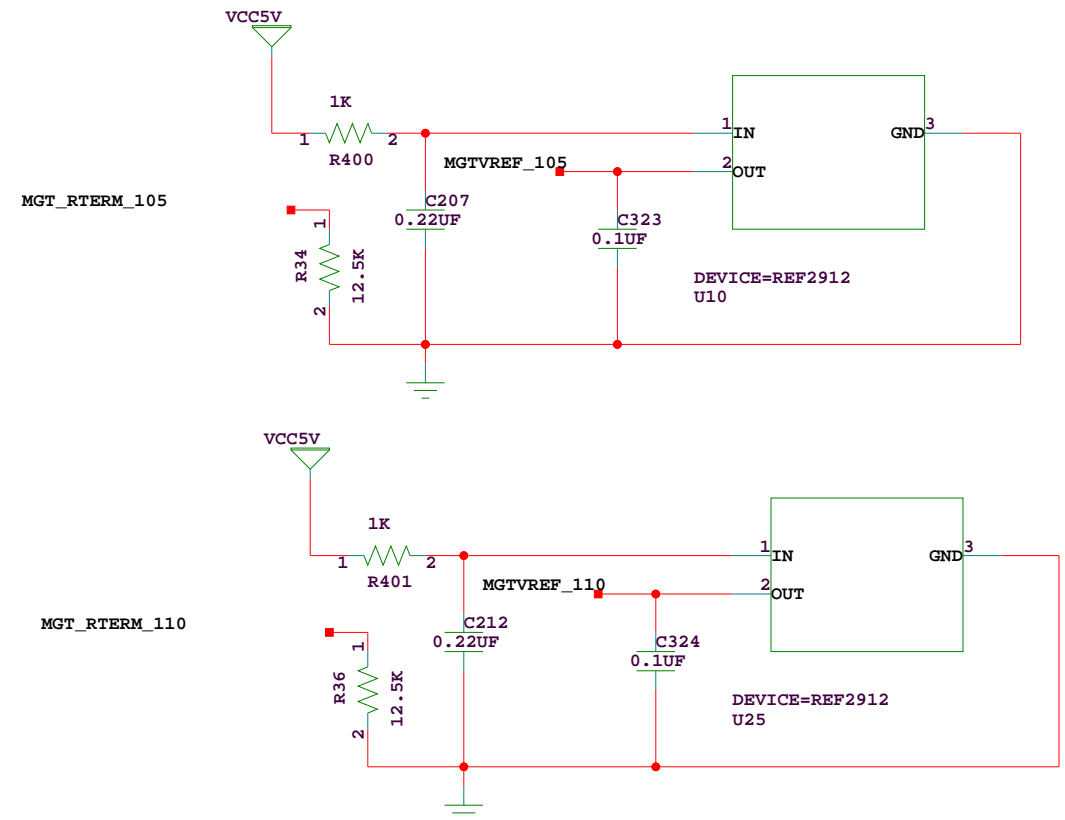 VCC5V
1K
1
2
R400
MGTVREF_105
1
IN
GND
3
2
OUT
MGT_RTERM_105
C207
0.22UF
C323
0.1UF
1
R34
12.5K
2
DEVICE=REF2912
U10
VCC5V
1K
1
2
R401
MGTVREF_110
1
IN
GND
3
2
OUT
MGT_RTERM_110
C212
0.22UF
C324
0.1UF
1
R36
12.5K
2
DEVICE=REF2912
U25